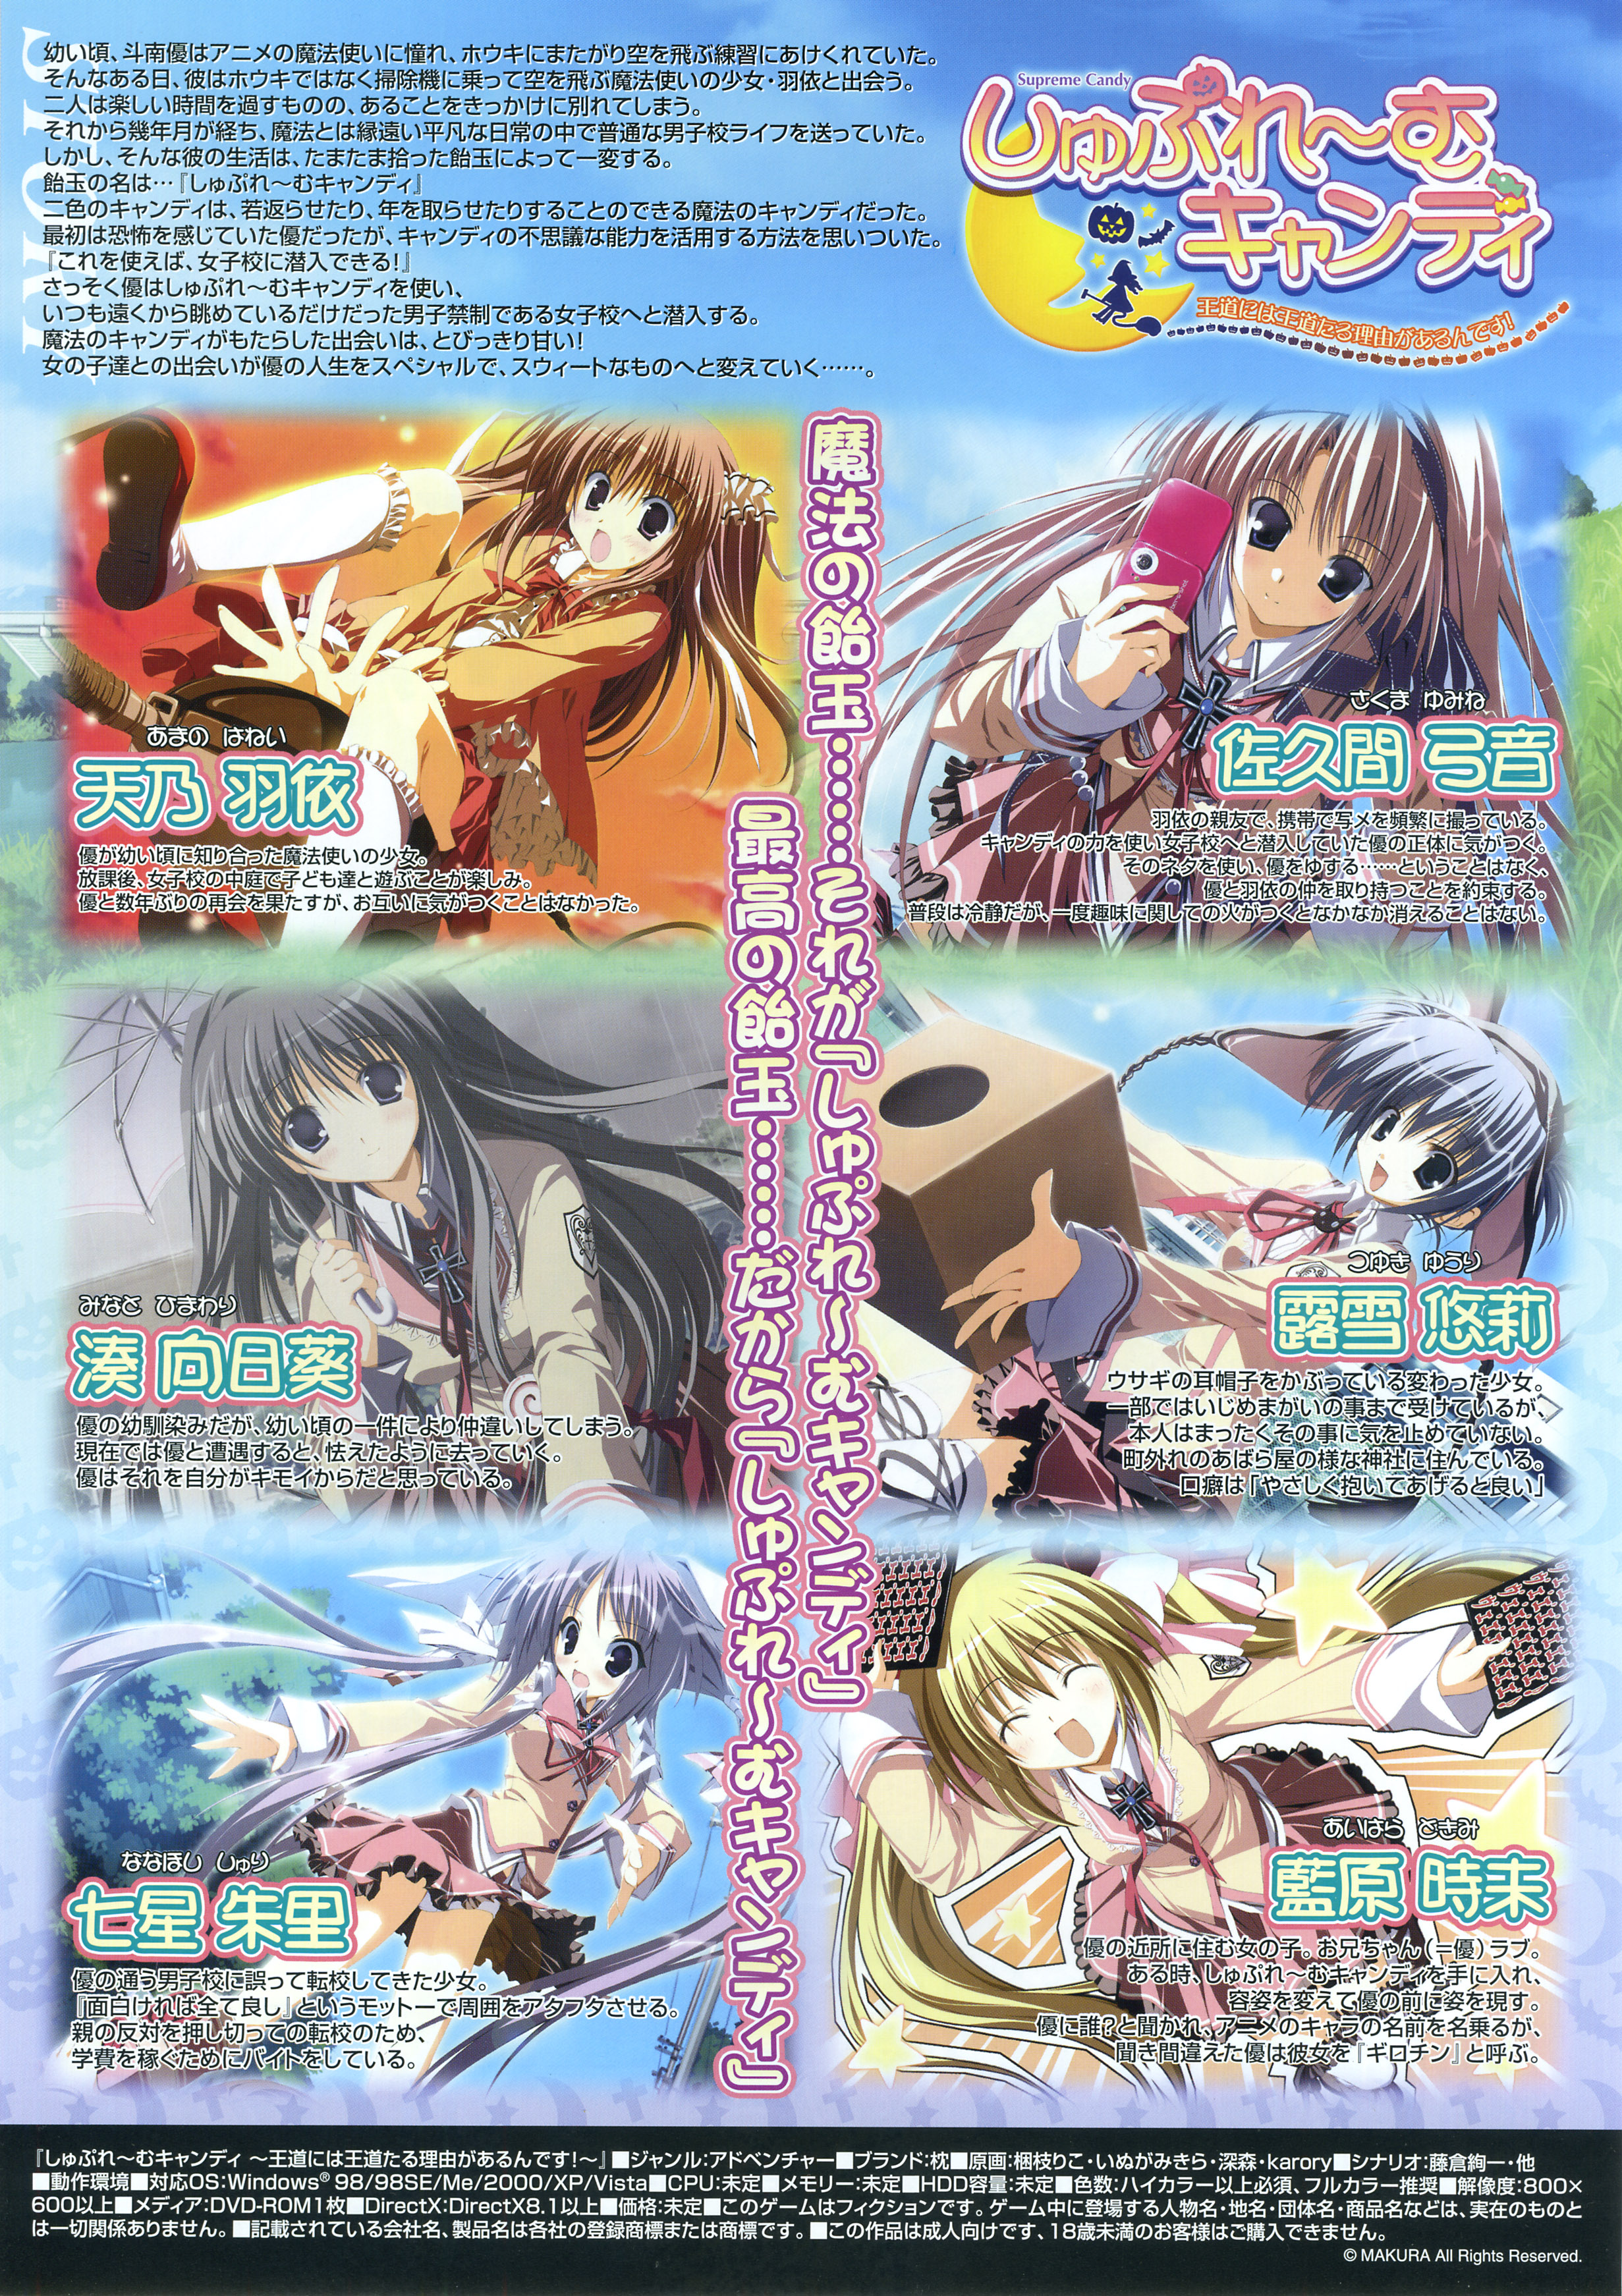 STORY
幼い頃、斗南優はアニメの魔法使いに憧れ、ホウキにまたがり空を飛ぶ練習にあけくれていた。
そんなある日、彼はホウキではなく掃除機に乗って空を飛ぶ魔法使いの少女・羽依と出会う。
二人は楽しい時間を過すものの、あることをきっかけに別れてしまう。
それから幾年月が経ち、魔法とは縁遠い平凡な日常の中で普通な男子校ライフを送っていた。
しかし、そんな彼の生活は、たまたま拾った飴玉によって一変する。
飴玉の名は…『しゅぷれ～むキャンディ』
二色のキャンディは、若返らせたり、年を取らせたりすることのできる魔法のキャンディだった。
最初は恐怖を感じていた優だったが、キャンディの不思議な能力を活用する方法を思いついた。
『これを使えば、女子校に潜入できる！』
さっそく優はしゅぷれ～むキャンディを使い、
いつも遠くから眺めているだけだった男子禁制である女子校へと潜入する。
魔法のキャンディがもたらした出会いは、とびっきり甘い！
女の子達との出会いが優の人生をスペシャルで、スウィートなものへと変えていく……。
Supreme Candy
しゅぷれ～む
キャンディ
王道には王道たる理由があるんです！
魔法の飴玉……それが『しゅぷれ～むキャンディ』
最高の飴玉……だから『しゅぷれ～むキャンディ』
あまの はねい
天乃 羽依
優が幼い頃に知り合った魔法使いの少女。
放課後、女子校の中庭で子ども達と遊ぶことが楽しみ。
優と数年ぶりの再会を果たすが、お互いに気がつくことはなかった。
さくま ゆみね
佐久間 弓音
羽依の親友で、携帯で写メを頻繁に撮っている。
キャンディの力を使い女子校へと潜入していた優の正体に気がつく。
そのネタを使い、優をゆする……ということはなく、
優と羽依の仲を取り持つことを約束する。
普段は冷静だが、一度趣味に関しての火がつくとなかなか消えることはない。
みなと ひまわり
湊 向日葵
優の幼馴染みだが、幼い頃の一件により仲違いしてしまう。
現在では優と遭遇すると、怯えたように去っていく。
優はそれを自分がキモイからだと思っている。
つゆき ゆうり
露雪 悠莉
ウサギの耳帽子をかぶっている変わった少女。
一部ではいじめまがいの事まで受けているが、
本人はまったくその事に気を止めていない。
町外れのあばら屋の様な神社に住んでいる。
口癖は「やさしく抱いてあげると良い」
ななほし しゅり
七星 朱里
優の通う男子校に誤って転校してきた少女。
『面白ければ全て良し』というモットーで周囲をアタフタさせる。
親の反対を押し切っての転校のため、
学費を稼ぐためにバイトをしている。
あいはら ときみ
藍原 時未
優の近所に住む女の子。お兄ちゃん（＝優）ラブ。
ある時、しゅぷれ～むキャンディを手に入れ、
容姿を変えて優の前に姿を現す。
優に誰？と聞かれ、アニメのキャラの名前を名乗るが、
聞き間違えた優は彼女を『ギロチン』と呼ぶ。
『しゅぷれ～むキャンディ ～王道には王道たる理由があるんです！～』■ジャンル：アドベンチャー■ブランド：枕■原画：梱枝りこ・いぬがみきら・深森・karory■シナリオ：藤倉絢一・他
■動作環境■対応OS：Windows® 98/98SE/Me/2000/XP/Vista■CPU：未定■メモリー：未定■HDD容量：未定■色数：ハイカラー以上必須、フルカラー推奨■解像度：800×
600以上■メディア：DVD-ROM1枚■DirectX：DirectX8.1以上■価格：未定■このゲームはフィクションです。ゲーム中に登場する人物名・地名・団体名・商品名などは、実在のものと
は一切関係ありません。■記載されている会社名、製品名は各社の登録商標または商標です。■この作品は成人向けです、18歳未満のお客様はご購入できません。
© MAKURA All Rights Reserved.